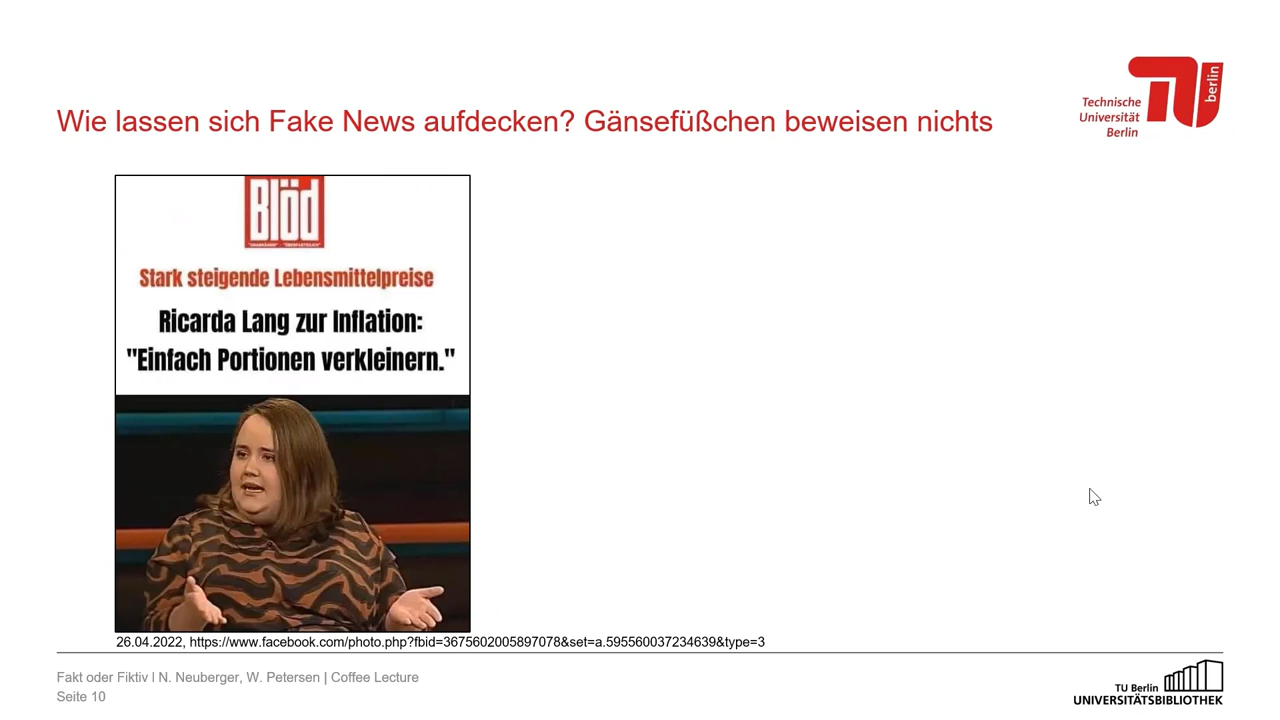 Technische
Universität
Berlin
berlin
Wie lassen sich Fake News aufdecken? Gänsefüßchen beweisen nichts
Blöd
"UNABHÄNGIG" · "ÜBERPARTEILICH"
Stark steigende Lebensmittelpreise
Ricarda Lang zur Inflation:
"Einfach Portionen verkleinern."
26.04.2022, https://www.facebook.com/photo.php?fbid=3675602005897078&set=a.595560037234639&type=3
Fakt oder Fiktiv I N. Neuberger, W. Petersen | Coffee Lecture
Seite 10
TU Berlin
UNIVERSITÄTSBIBLIOTHEK